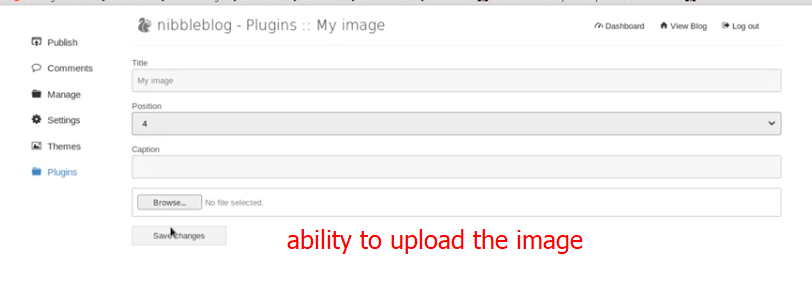 nibbleblog - Plugins :: My image
Dashboard
View Blog
Log out
Publish
Comments
Manage
Settings
Themes
Plugins
Title
My image
Position
4
Caption
Browse...
No file selected.
Save changes
ability to upload the image